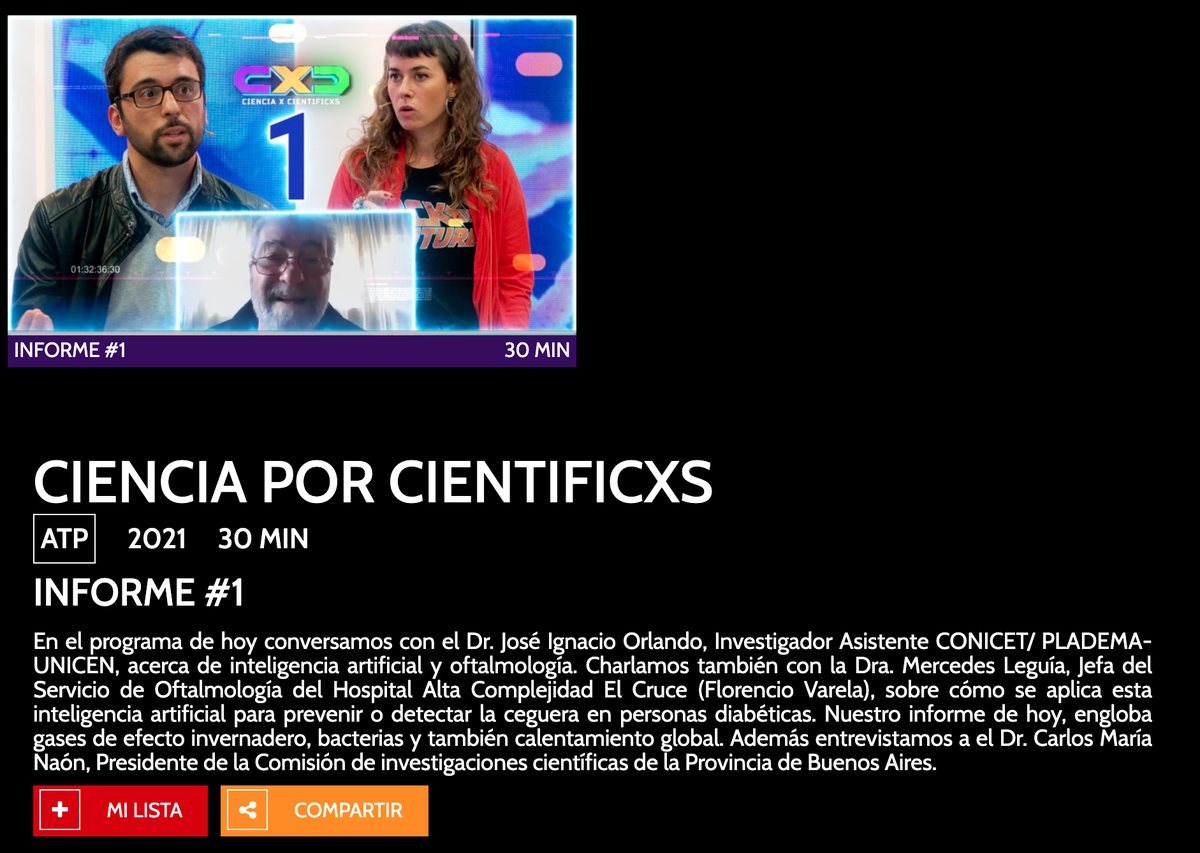 CXC
CIENCIA X CIENTIFICXS
1
01:32:36:30
INFORME #1
30 MIN
CIENCIA POR CIENTIFICXS
ATP 2021 30 MIN
INFORME #1
En el programa de hoy conversamos con el Dr. José Ignacio Orlando, Investigador Asistente CONICET/ PLADEMA-
UNICEN, acerca de inteligencia artificial y oftalmología. Charlamos también con la Dra. Mercedes Leguía, Jefa del
Servicio de Oftalmología del Hospital Alta Complejidad El Cruce (Florencio Varela), sobre cómo se aplica esta
inteligencia artificial para prevenir o detectar la ceguera en personas diabéticas. Nuestro informe de hoy, engloba
gases de efecto invernadero, bacterias y también calentamiento global. Además entrevistamos a el Dr. Carlos María
Naón, Presidente de la Comisión de investigaciones científicas de la Provincia de Buenos Aires.
MI LISTA
COMPARTIR